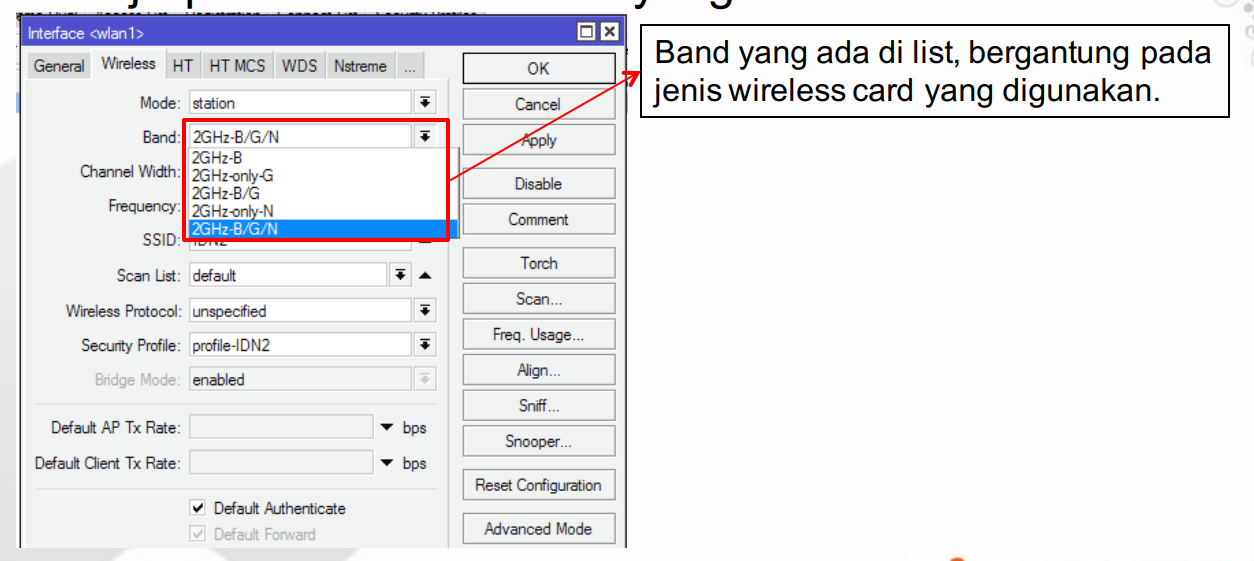 Interface <wlan1>
General Wireless HT HT MCS WDS Nstreme ...
Mode: station
Band: 2GHz-B/G/N
2GHz-B
2GHz-only-G
2GHz-B/G
2GHz-only-N
2GHz-B/G/N
Channel Width:
Frequency:
SSID: IDN2
Scan List: default
Wireless Protocol: unspecified
Security Profile: profile-IDN2
Bridge Mode: enabled
Default AP Tx Rate: bps
Default Client Tx Rate: bps
Default Authenticate
Default Forward
OK
Cancel
Apply
Disable
Comment
Torch
Scan...
Freq. Usage...
Align...
Sniff...
Snooper...
Reset Configuration
Advanced Mode
Band yang ada di list, bergantung pada
jenis wireless card yang digunakan.